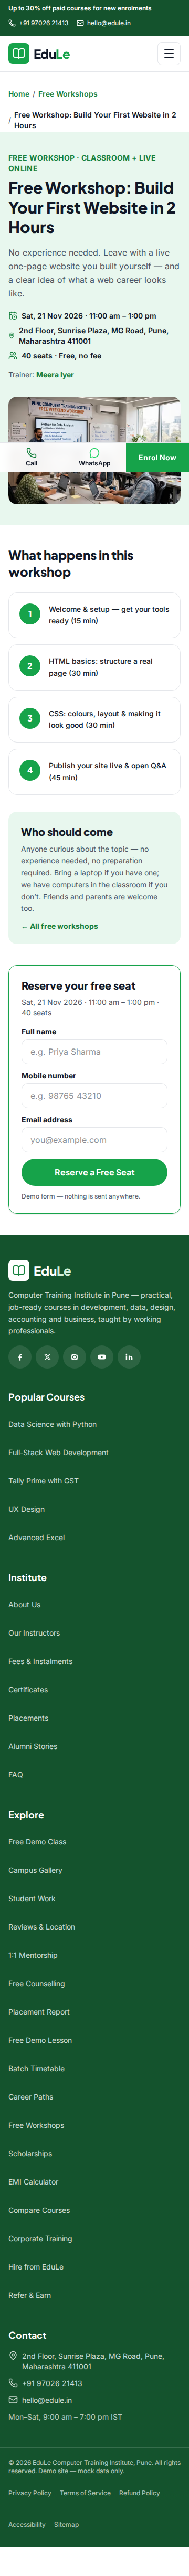 Up to 30% off paid courses for new enrolments
+91 97026 21413 hello@edule.in
EduLe
Home / Free Workshops
/ Free Workshop: Build Your First Website in 2
Hours
FREE WORKSHOP · CLASSROOM + LIVE
ONLINE
Free Workshop: Build
Your First Website in 2
Hours
No experience needed. Leave with a live
one-page website you built yourself — and
a clear idea of what a web career looks
like.
Sat, 21 Nov 2026 · 11:00 am – 1:00 pm
2nd Floor, Sunrise Plaza, MG Road, Pune,
Maharashtra 411001
40 seats · Free, no fee
Trainer: Meera Iyer
Call
WhatsApp
Enrol Now
What happens in this
workshop
1 Welcome & setup — get your tools
ready (15 min)
2 HTML basics: structure a real
page (30 min)
3 CSS: colours, layout & making it
look good (30 min)
4 Publish your site live & open Q&A
(45 min)
Who should come
Anyone curious about the topic — no
experience needed, no preparation
required. Bring a laptop if you have one;
we have computers in the classroom if you
don't. Friends and parents are welcome
too.
← All free workshops
Reserve your free seat
Sat, 21 Nov 2026 · 11:00 am – 1:00 pm ·
40 seats
Full name
e.g. Priya Sharma
Mobile number
e.g. 98765 43210
Email address
you@example.com
Reserve a Free Seat
Demo form — nothing is sent anywhere.
EduLe
Computer Training Institute in Pune — practical,
job-ready courses in development, data, design,
accounting and business, taught by working
professionals.
Popular Courses
Data Science with Python
Full-Stack Web Development
Tally Prime with GST
UX Design
Advanced Excel
Institute
About Us
Our Instructors
Fees & Instalments
Certificates
Placements
Alumni Stories
FAQ
Explore
Free Demo Class
Campus Gallery
Student Work
Reviews & Location
1:1 Mentorship
Free Counselling
Placement Report
Free Demo Lesson
Batch Timetable
Career Paths
Free Workshops
Scholarships
EMI Calculator
Compare Courses
Corporate Training
Hire from EduLe
Refer & Earn
Contact
2nd Floor, Sunrise Plaza, MG Road, Pune,
Maharashtra 411001
+91 97026 21413
hello@edule.in
Mon–Sat, 9:00 am – 7:00 pm IST
© 2026 EduLe Computer Training Institute, Pune. All rights
reserved. Demo site — mock data only.
Privacy Policy Terms of Service Refund Policy
Accessibility Sitemap